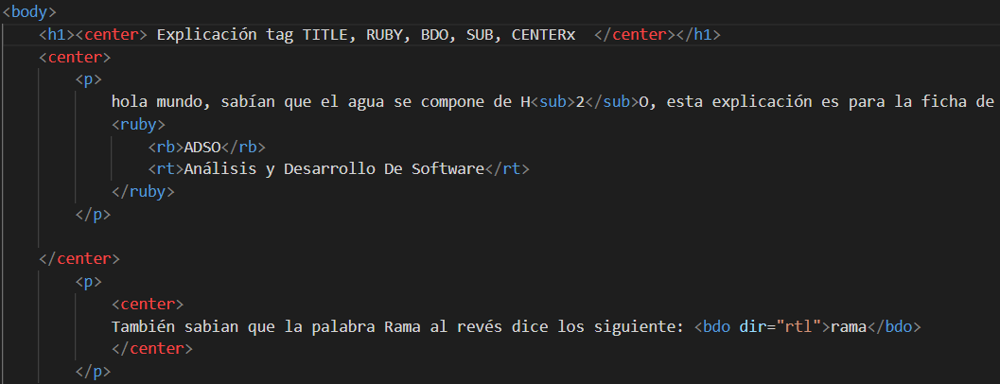 <body>
<h1><center> Explicación tag TITLE, RUBY, BDO, SUB, CENTERx  </center></h1>
<center>
<p>
hola mundo, sabían que el agua se compone de H<sub>2</sub>O, esta explicación es para la ficha de
<ruby>
<rb>ADSO</rb>
<rt>Análisis y Desarrollo De Software</rt>
</ruby>
</p>
</center>
<p>
<center>
También sabian que la palabra Rama al revés dice los siguiente: <bdo dir="rtl">rama</bdo>
</center>
</p>